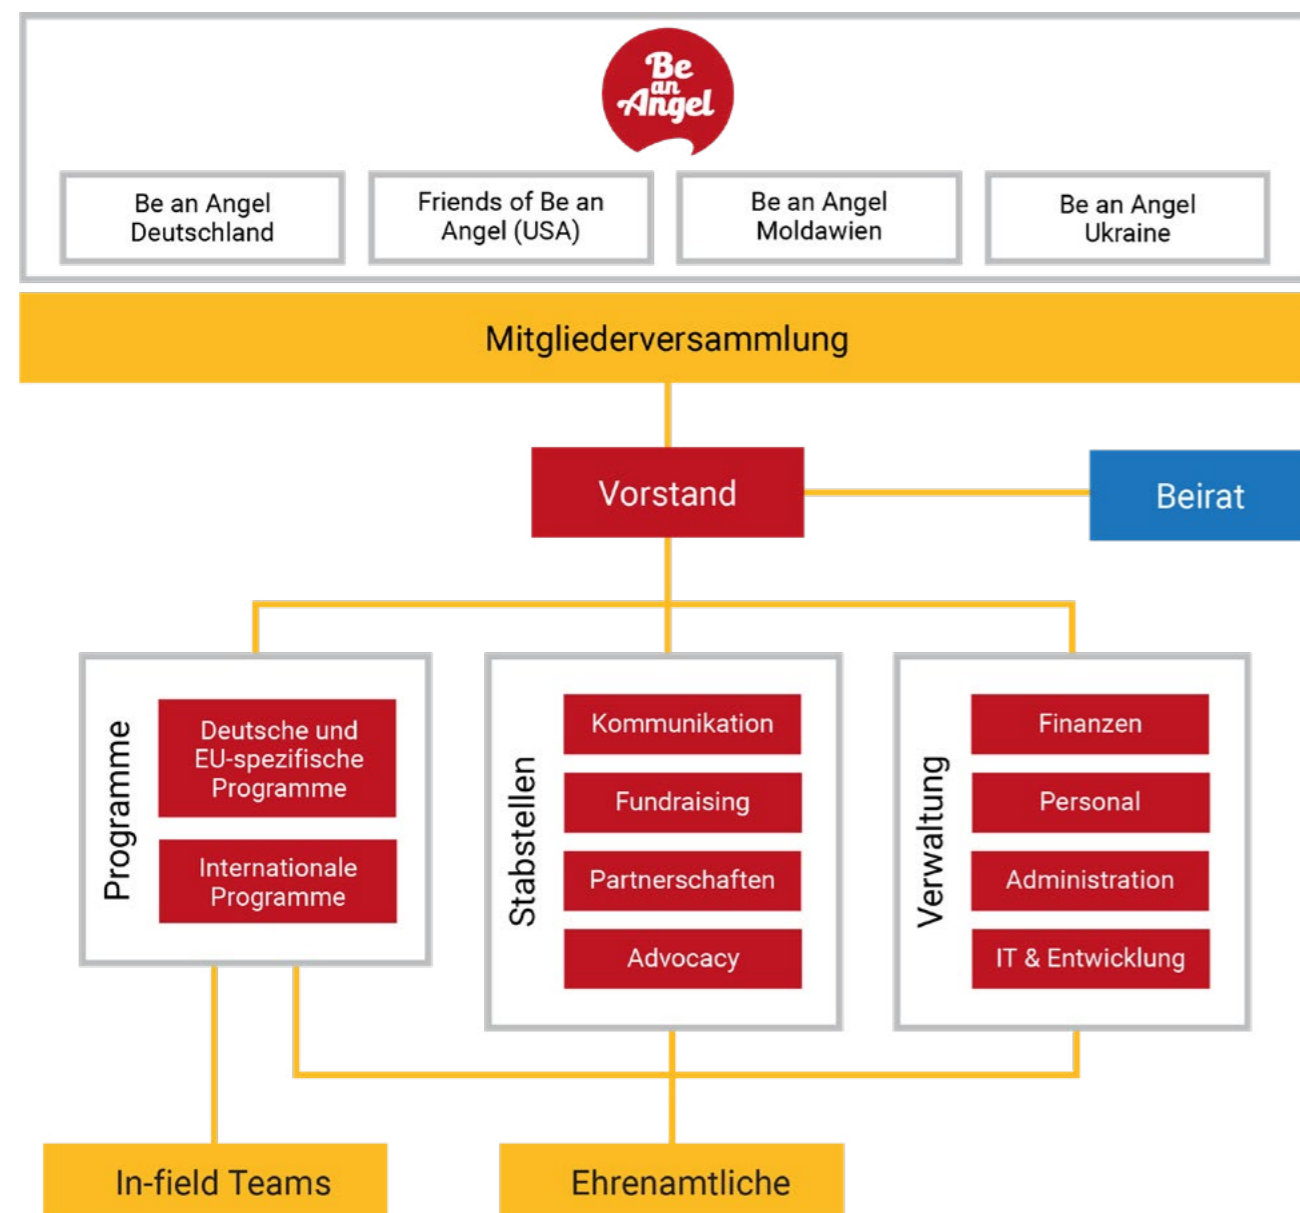 Be
an
Angel
Be an Angel
Deutschland
Friends of Be an
Angel (USA)
Be an Angel
Moldawien
Be an Angel
Ukraine
Mitgliederversammlung
Vorstand
Beirat
Programme
Deutsche und
EU-spezifische
Programme
Internationale
Programme
Stabstellen
Kommunikation
Fundraising
Partnerschaften
Advocacy
Verwaltung
Finanzen
Personal
Administration
IT & Entwicklung
In-field Teams
Ehrenamtliche